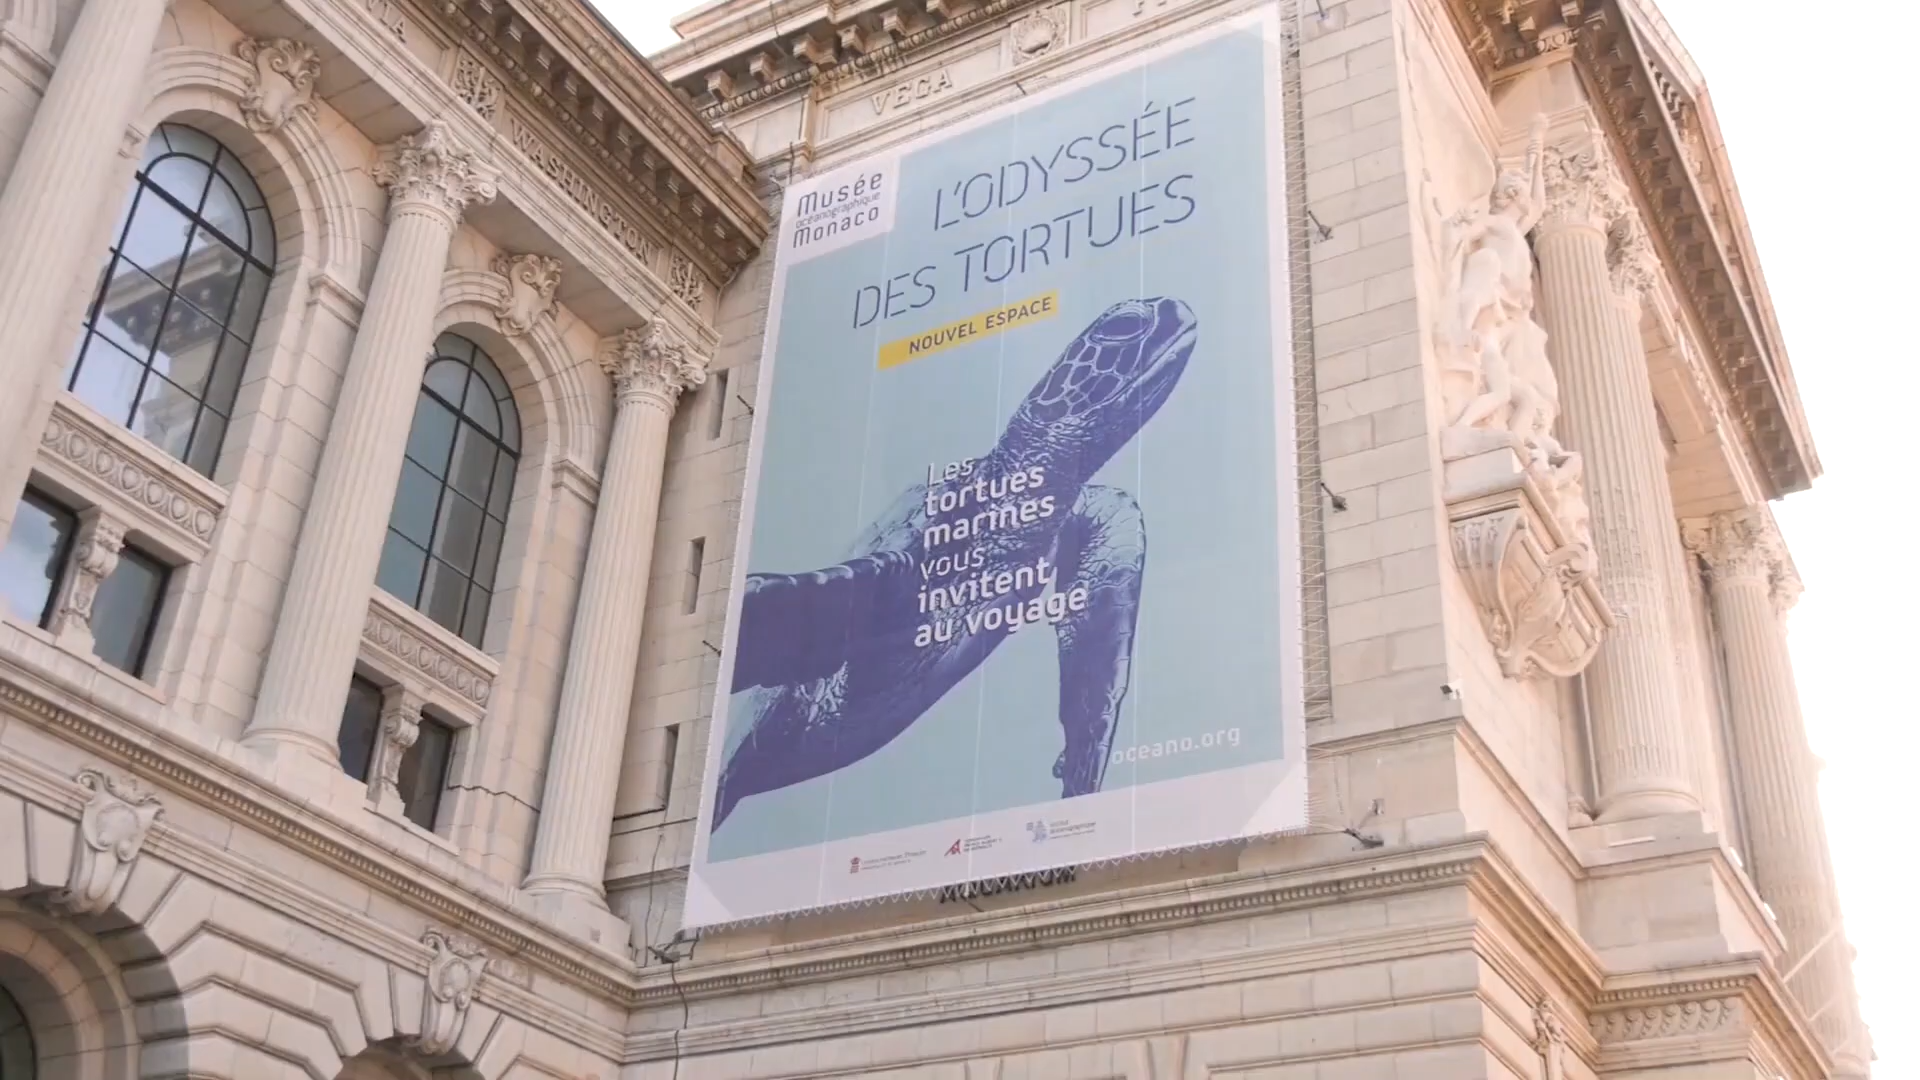 VEGA
WASHINGTON
Musée
océanographique
Monaco
L'ODYSSÉE
DES TORTUES
NOUVEL ESPACE
Les
tortues
marines
vous
invitent
au voyage
oceano.org